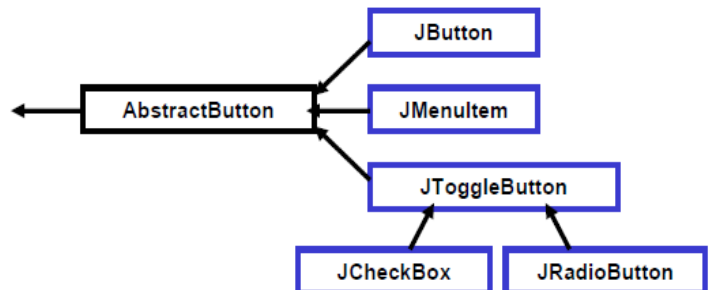 JButton
AbstractButton
JMenuItem
JToggleButton
JCheckBox
JRadioButton